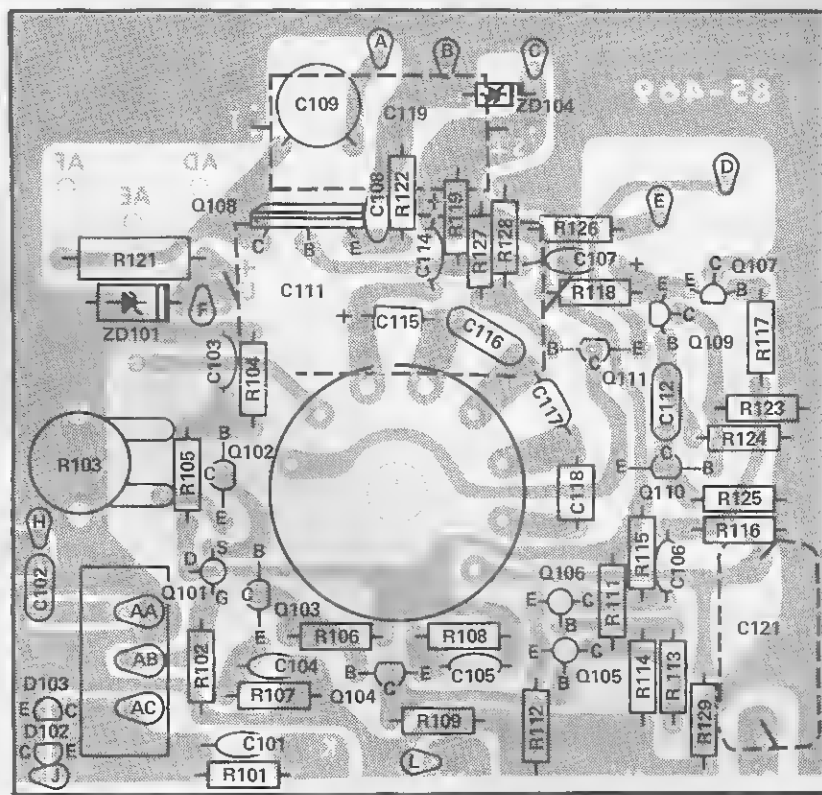 A
B
C
C109
C119
ZD104
85-469
AF
AD
AE
Q108
C108
R122
R119
D
E
C
B
E
+
C114
R127
R128
R126
C107
+
R118
R121
C111
E
C
Q107
E
B
C
Q109
B
R117
ZD101
F
+
C115
C116
C103
R104
B
C
E
Q111
C112
R123
C117
R124
R103
R105
B
Q102
C
E
C118
E
C
B
Q110
R125
R116
H
C102
D
S
G
Q101
B
C
Q103
E
R115
C106
Q106
E
C
B
R111
C121
AA
AB
AC
R102
R106
R108
C104
R107
B
C
E
Q104
C105
E
C
B
Q105
R114
R113
R109
R112
R129
D103
E
C
D102
C
E
J
C101
R101
L